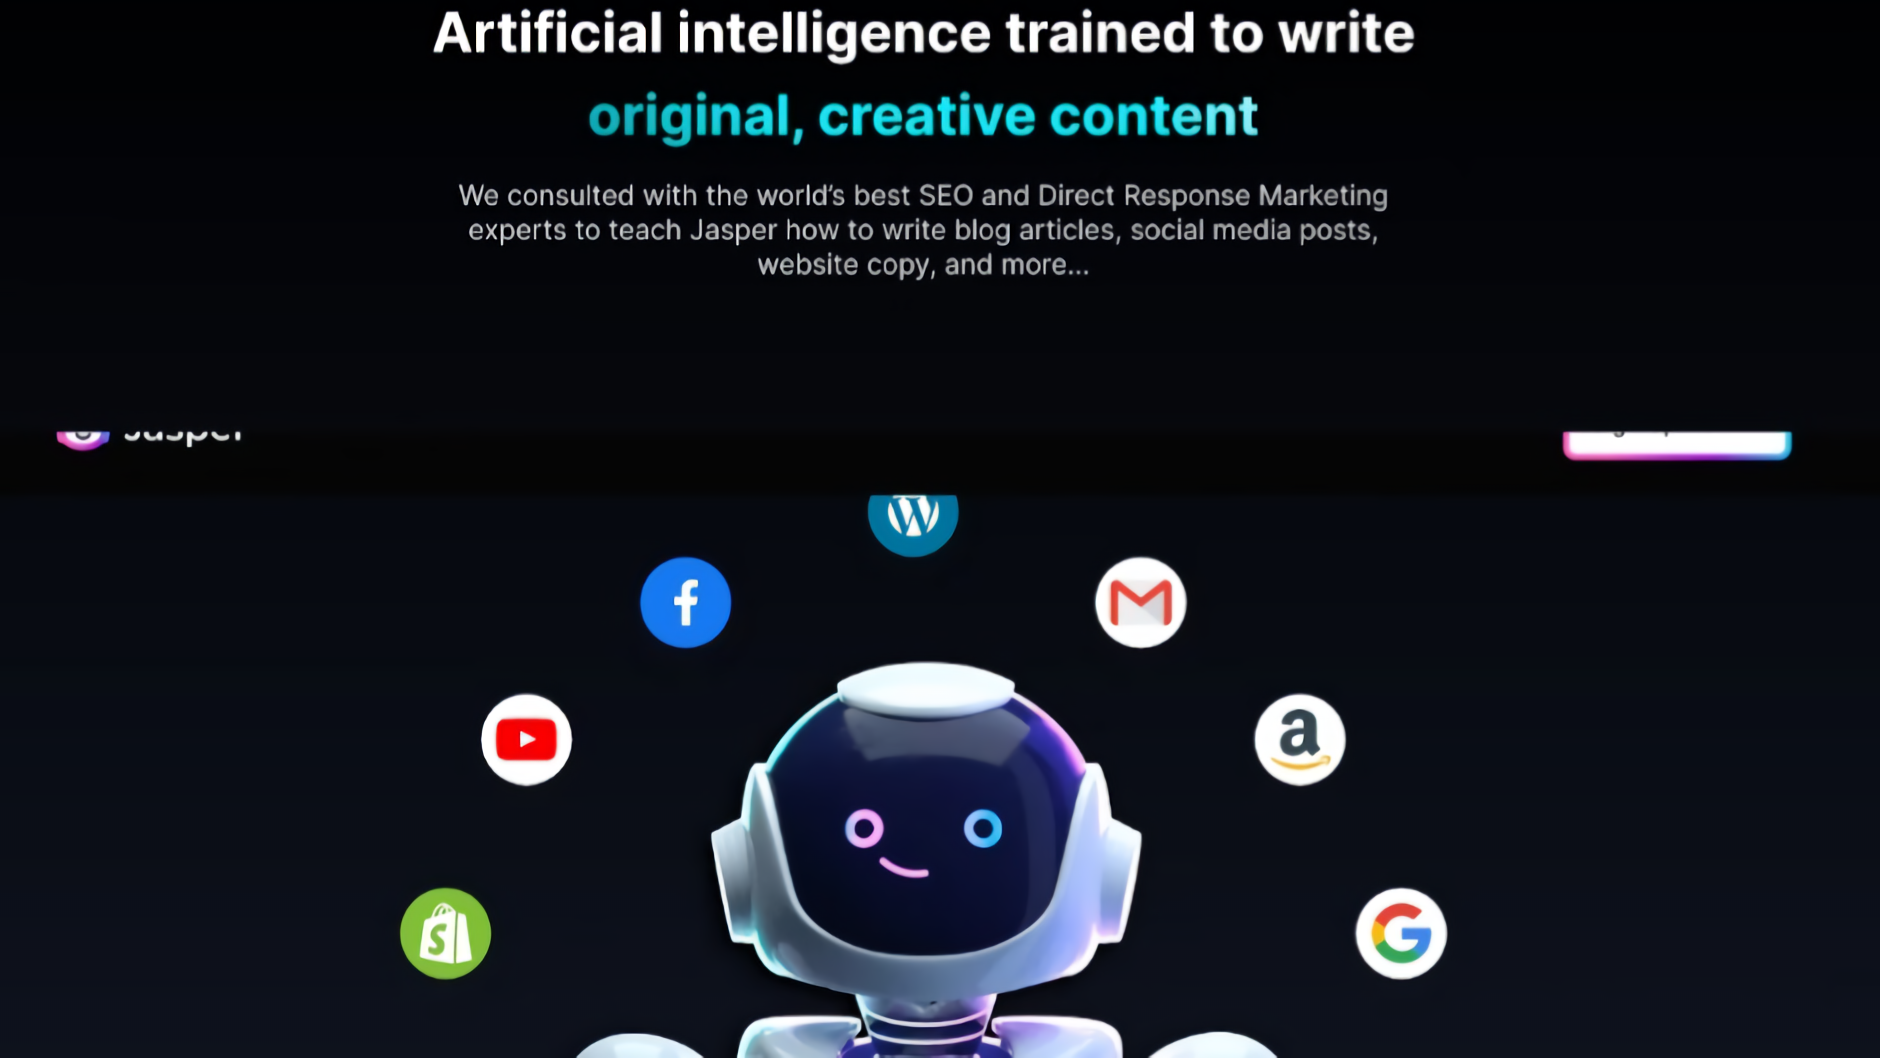 Artificial intelligence trained to write
original, creative content
We consulted with the world's best SEO and Direct Response Marketing
experts to teach Jasper how to write blog articles, social media posts,
website copy, and more...
Jasper